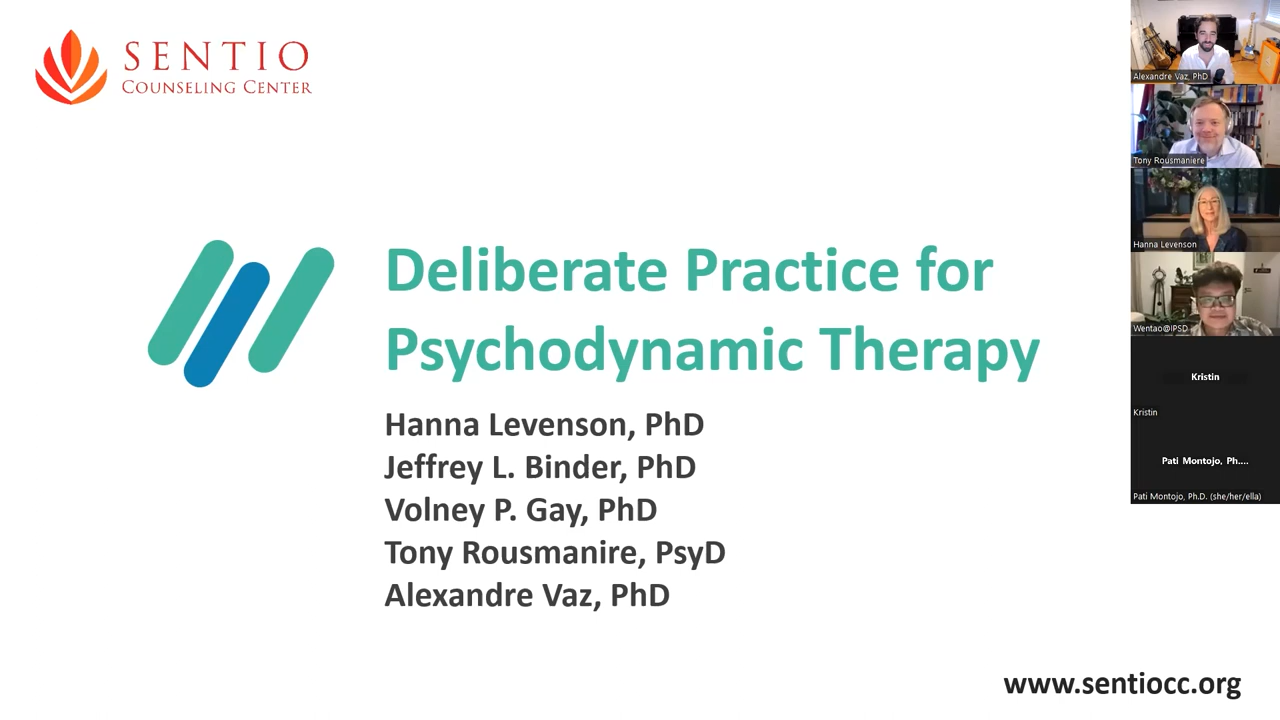 SENTIO
COUNSELING CENTER
Deliberate Practice for
Psychodynamic Therapy
Hanna Levenson, PhD
Jeffrey L. Binder, PhD
Volney P. Gay, PhD
Tony Rousmanire, PsyD
Alexandre Vaz, PhD
www.sentiocc.org
Alexandre Vaz, PhD
Tony Rousmaniere
Hanna Levenson
Wentao@IPSD
Kristin
Kristin
Pati Montojo, Ph....
Pati Montojo, Ph.D. (she/her/ella)